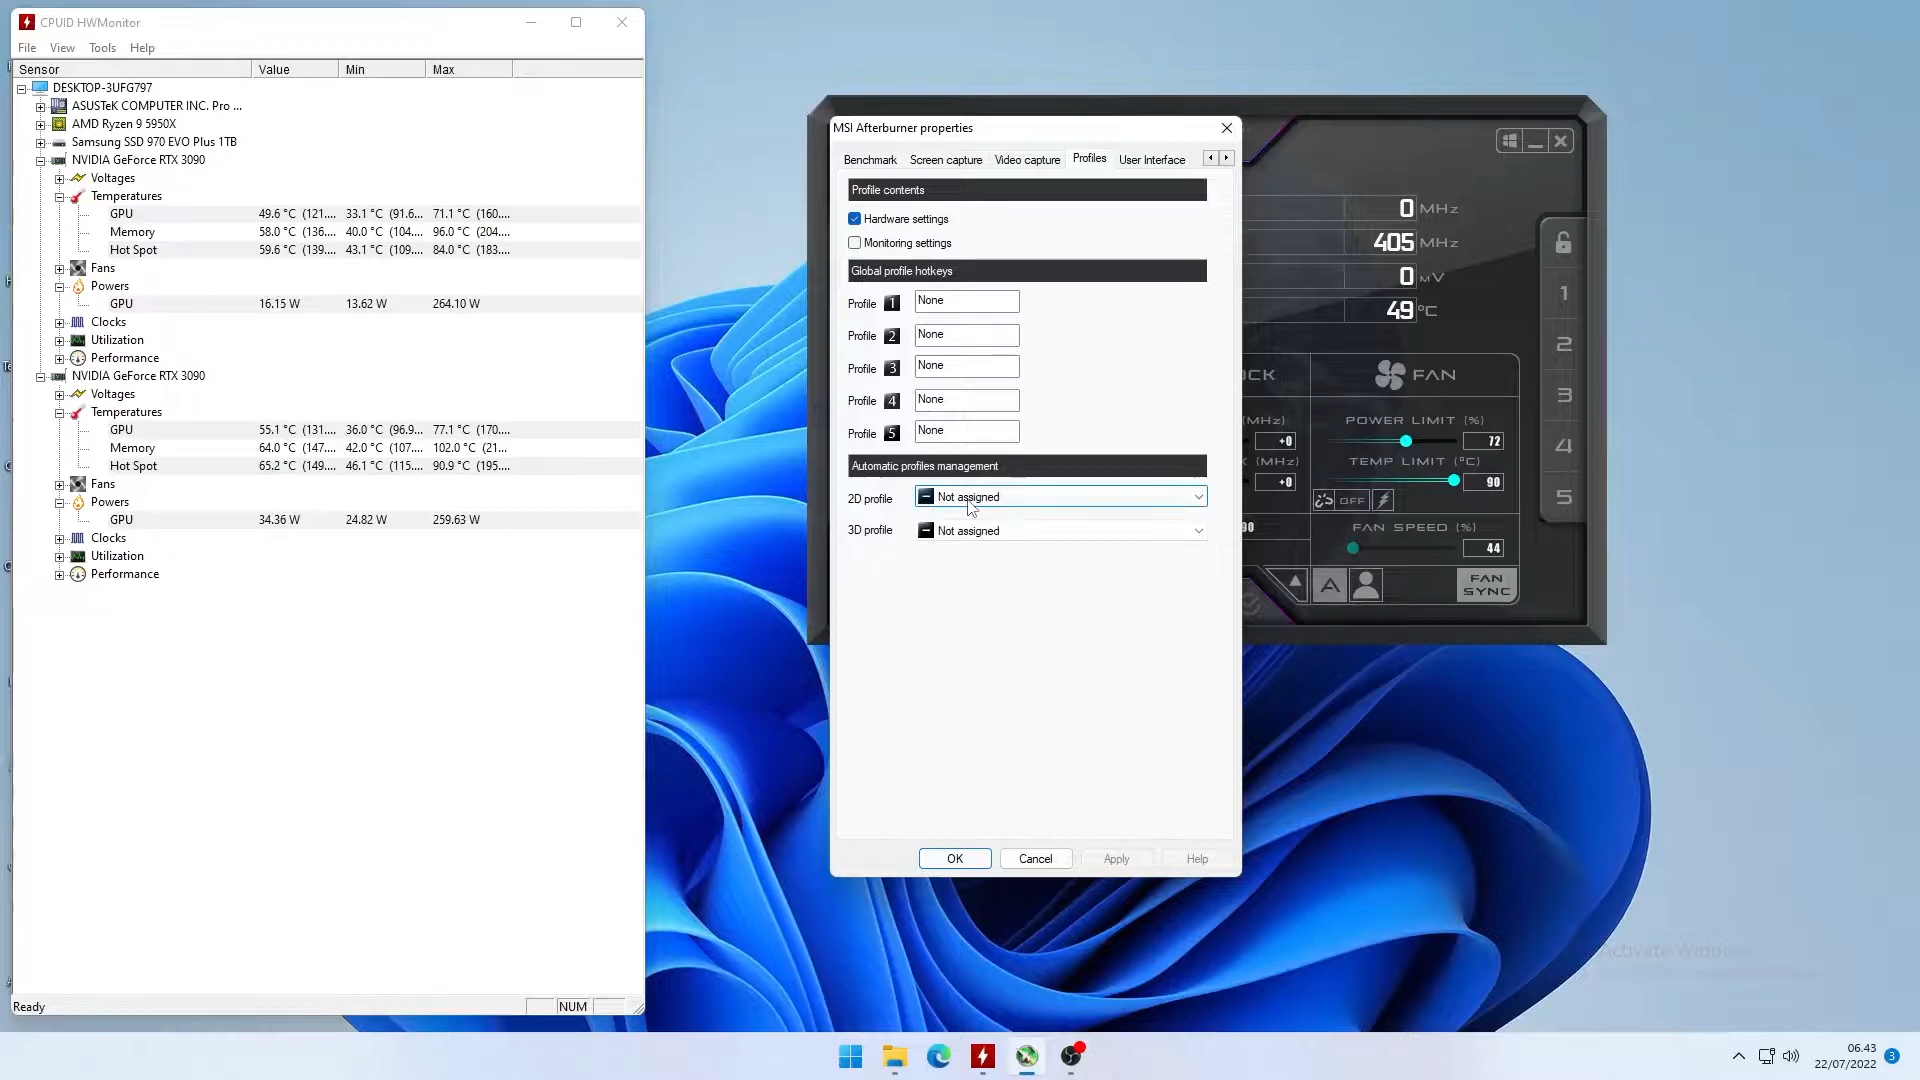 CPUID HWMonitor
File View Tools Help
Sensor Value Min Max
DESKTOP-3UFG797
ASUSTeK COMPUTER INC. Pro ...
AMD Ryzen 9 5950X
Samsung SSD 970 EVO Plus 1TB
NVIDIA GeForce RTX 3090
Voltages
Temperatures
GPU 49.6 °C (121.... 33.1 °C (91.6... 71.1 °C (160....
Memory 58.0 °C (136.... 40.0 °C (104.... 96.0 °C (204....
Hot Spot 59.6 °C (139.... 43.1 °C (109.... 84.0 °C (183....
Fans
Powers
GPU 16.15 W 13.62 W 264.10 W
Clocks
Utilization
Performance
NVIDIA GeForce RTX 3090
Voltages
Temperatures
GPU 55.1 °C (131.... 36.0 °C (96.9... 77.1 °C (170....
Memory 64.0 °C (147.... 42.0 °C (107.... 102.0 °C (21...
Hot Spot 65.2 °C (149.... 46.1 °C (115.... 90.9 °C (195....
Fans
Powers
GPU 34.36 W 24.82 W 259.63 W
Clocks
Utilization
Performance
Ready NUM
MSI Afterburner properties
Benchmark Screen capture Video capture Profiles User Interface
Profile contents
Hardware settings
Monitoring settings
Global profile hotkeys
Profile 1 None
Profile 2 None
Profile 3 None
Profile 4 None
Profile 5 None
Automatic profiles management
2D profile Not assigned
3D profile Not assigned
OK Cancel Apply Help
0 MHz
405 MHz
0 mV
49 °C
OCK
FAN
(MHz) +0
POWER LIMIT (%) 72
(MHz) +0
TEMP LIMIT (°C) 90
OFF
90
FAN SPEED (%) 44
A
FAN SYNC
1
2
3
4
5
Activate Windows
06.43
22/07/2022
3